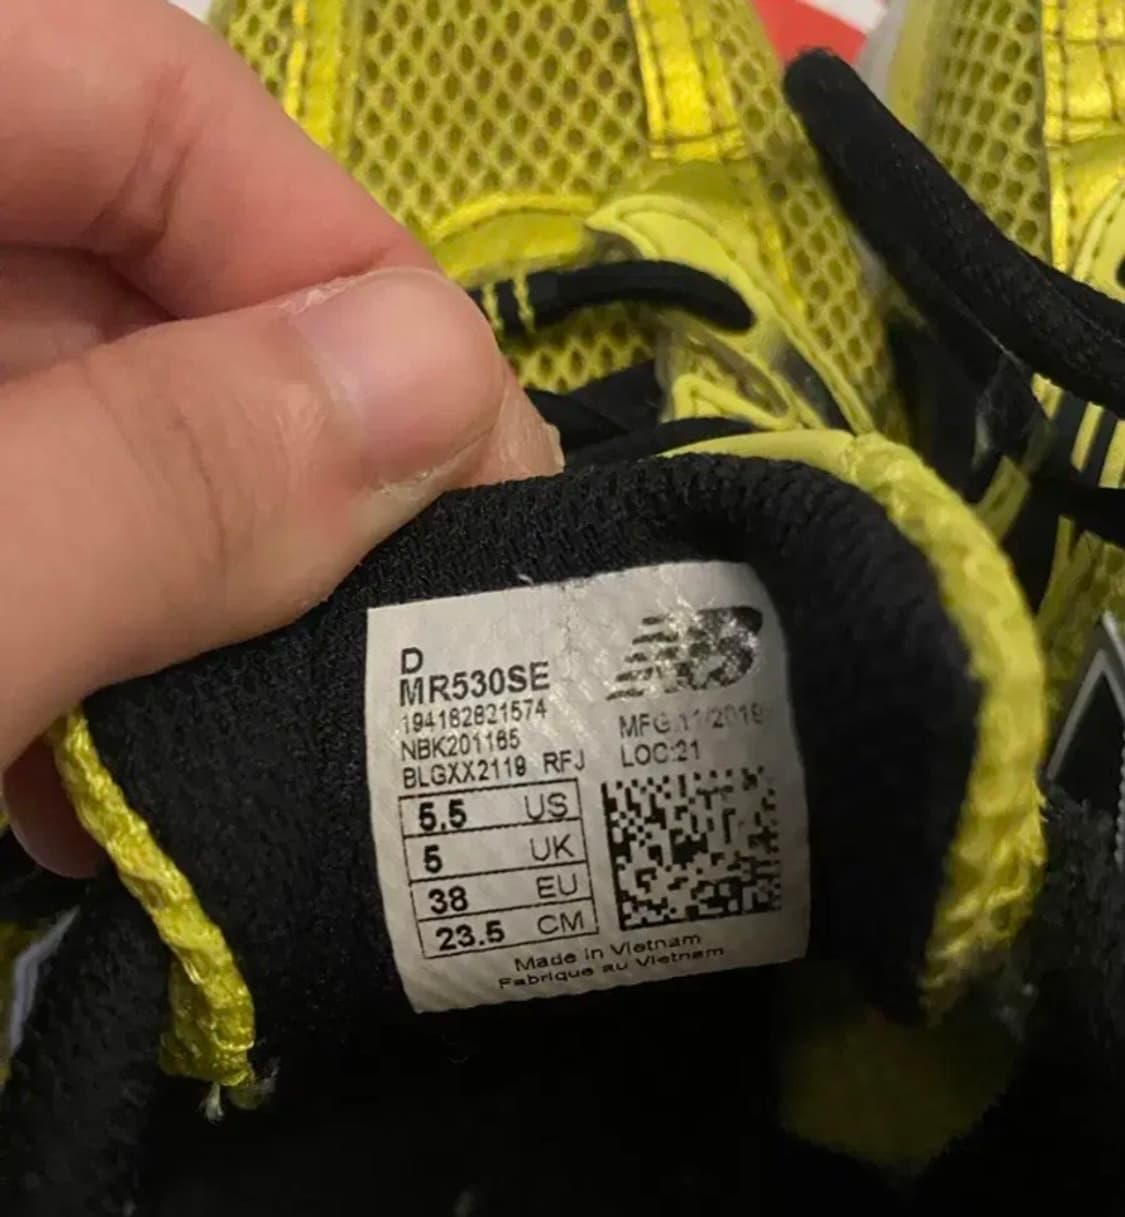 D
MR530SE
194182821574
NBK201165
BLGXX2119 RFJ
MFG:11/2019
LOC:21
5.5 US
5 UK
38 EU
23.5 CM
Made in Vietnam
Fabrique au Vietnam